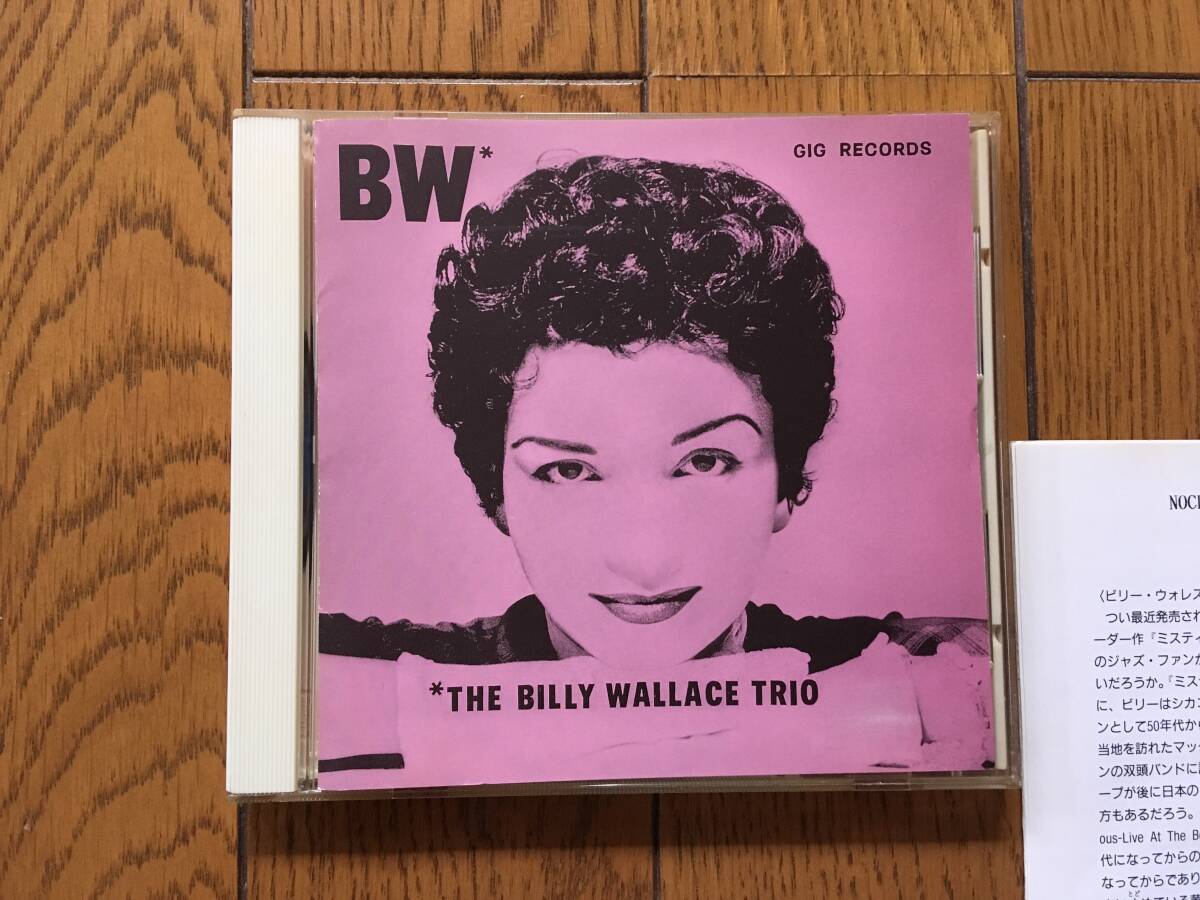 BW*
GIG RECORDS
*THE BILLY WALLACE TRIO
〈ビリー・ウォレス
つい最近発売され
ーダー作『ミスティ
のジャズ・ファンか
いだろうか。『ミス
に、ビリーはシカゴ
ンとして50年代から
当地を訪れたマック
ンの双頭バンドに
ープが後に日本の
方もあるだろう。
ous-Live At The B
代になってからの
なってからであり